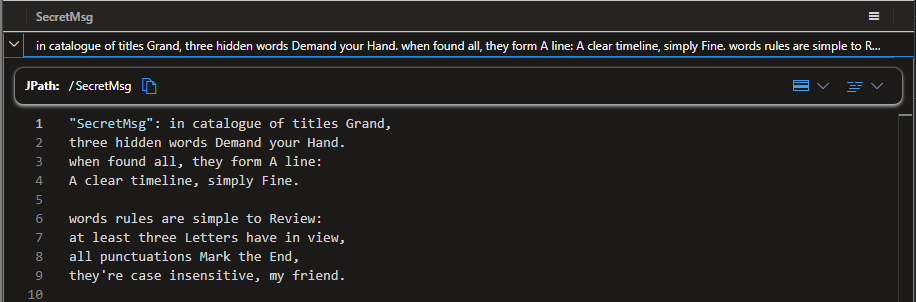 SecretMsg
in catalogue of titles Grand, three hidden words Demand your Hand. when found all, they form A line: A clear timeline, simply Fine. words rules are simple to R...
JPath: /SecretMsg
1 "SecretMsg": in catalogue of titles Grand,
2 three hidden words Demand your Hand.
3 when found all, they form A line:
4 A clear timeline, simply Fine.
5
6 words rules are simple to Review:
7 at least three Letters have in view,
8 all punctuations Mark the End,
9 they're case insensitive, my friend.
10